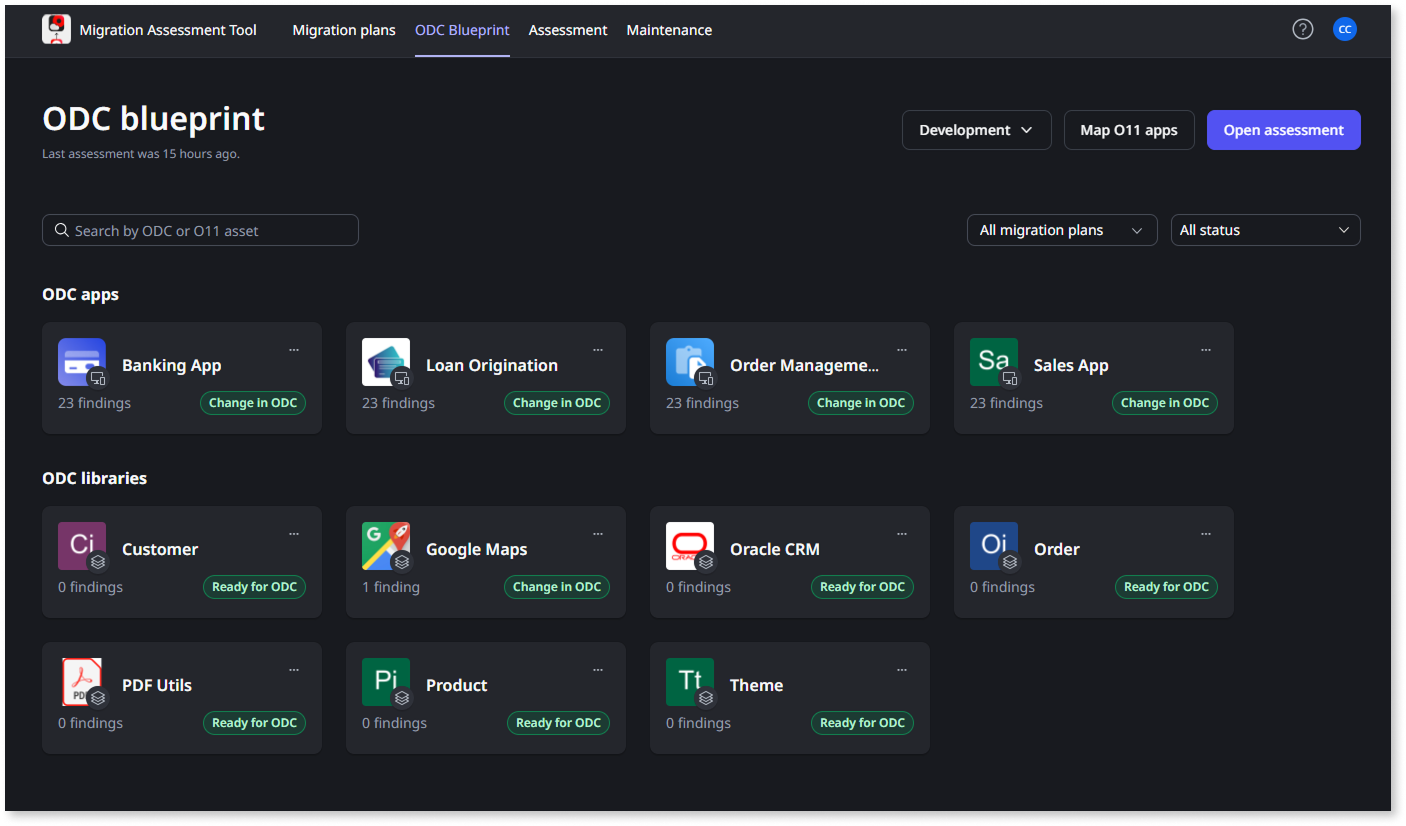 Migration Assessment Tool Migration plans ODC Blueprint Assessment Maintenance ? CC
ODC blueprint
Development Map O11 apps Open assessment
Last assessment was 15 hours ago.
Search by ODC or O11 asset All migration plans All status
ODC apps
Banking App ...
23 findings Change in ODC
Loan Origination ...
23 findings Change in ODC
Order Manageme... ...
23 findings Change in ODC
Sa Sales App ...
23 findings Change in ODC
ODC libraries
Ci Customer ...
0 findings Ready for ODC
G Google Maps ...
1 finding Change in ODC
Oracle CRM ...
0 findings Ready for ODC
Oi Order ...
0 findings Ready for ODC
PDF Utils ...
0 findings Ready for ODC
Pi Product ...
0 findings Ready for ODC
Tt Theme ...
0 findings Ready for ODC